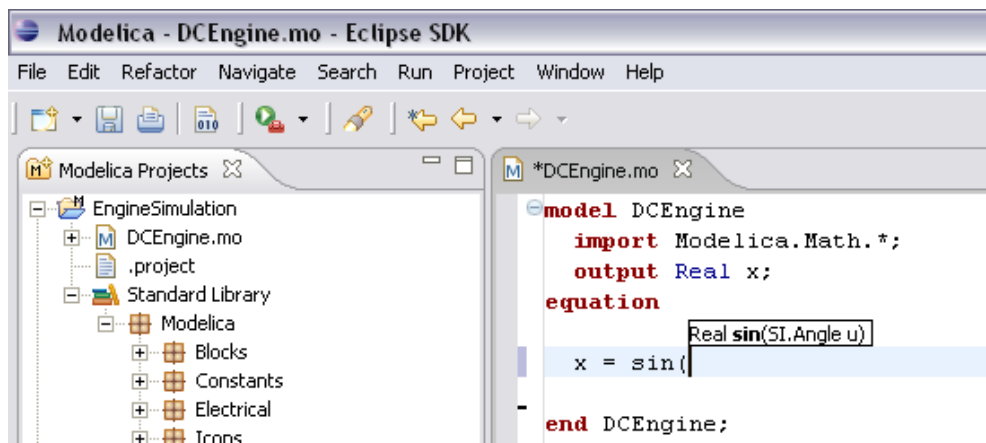 Modelica - DCEngine.mo - Eclipse SDK
File Edit Refactor Navigate Search Run Project Window Help
010
Modelica Projects
EngineSimulation
DCEngine.mo
.project
Standard Library
Modelica
Blocks
Constants
Electrical
Icons
*DCEngine.mo
model DCEngine
import Modelica.Math.*;
output Real x;
equation
Real sin(SI.Angle u)
x = sin(
end DCEngine;